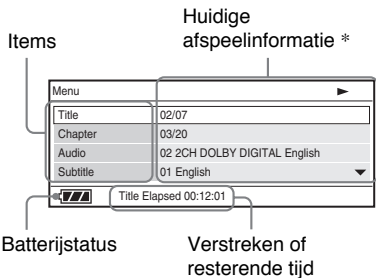 Huidige
afspeelinformatie *
Items
Menu
Title 02/07
Chapter 03/20
Audio 02 2CH DOLBY DIGITAL English
Subtitle 01 English
Title Elapsed 00:12:01
Batterijstatus
Verstreken of
resterende tijd